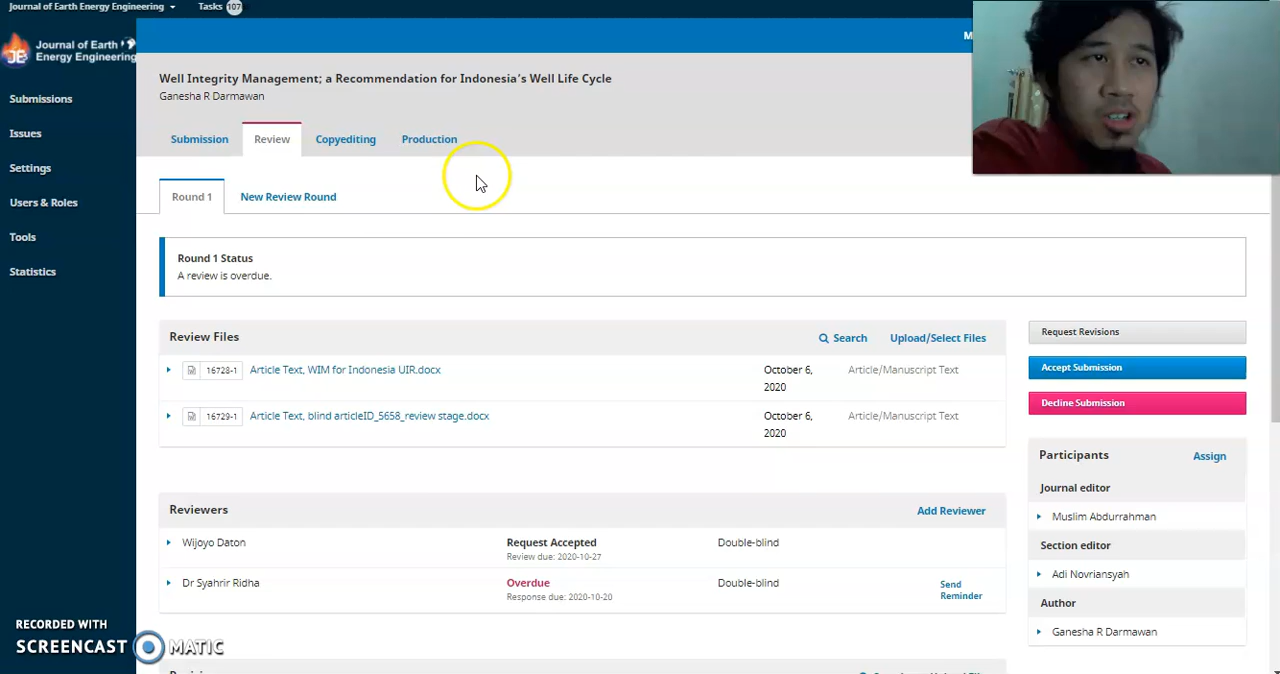 Journal of Earth Energy Engineering
Tasks 107
Journal of Earth
Energy Engineering
JE
M
Well Integrity Management; a Recommendation for Indonesia's Well Life Cycle
Ganesha R Darmawan
Submissions
Issues
Settings
Users & Roles
Tools
Statistics
Submission Review Copyediting Production
Round 1 New Review Round
Round 1 Status
A review is overdue.
Review Files Search Upload/Select Files
16728-1 Article Text, WIM for Indonesia UIR.docx October 6, 2020 Article/Manuscript Text
16729-1 Article Text, blind articleID_5658_review stage.docx October 6, 2020 Article/Manuscript Text
Request Revisions
Accept Submission
Decline Submission
Participants Assign
Journal editor
Muslim Abdurrahman
Section editor
Adi Novriansyah
Author
Ganesha R Darmawan
Reviewers Add Reviewer
Wijoyo Daton Request Accepted Double-blind
Review due: 2020-10-27
Dr Syahrir Ridha Overdue Double-blind Send Reminder
Response due: 2020-10-20
RECORDED WITH
SCREENCAST MATIC